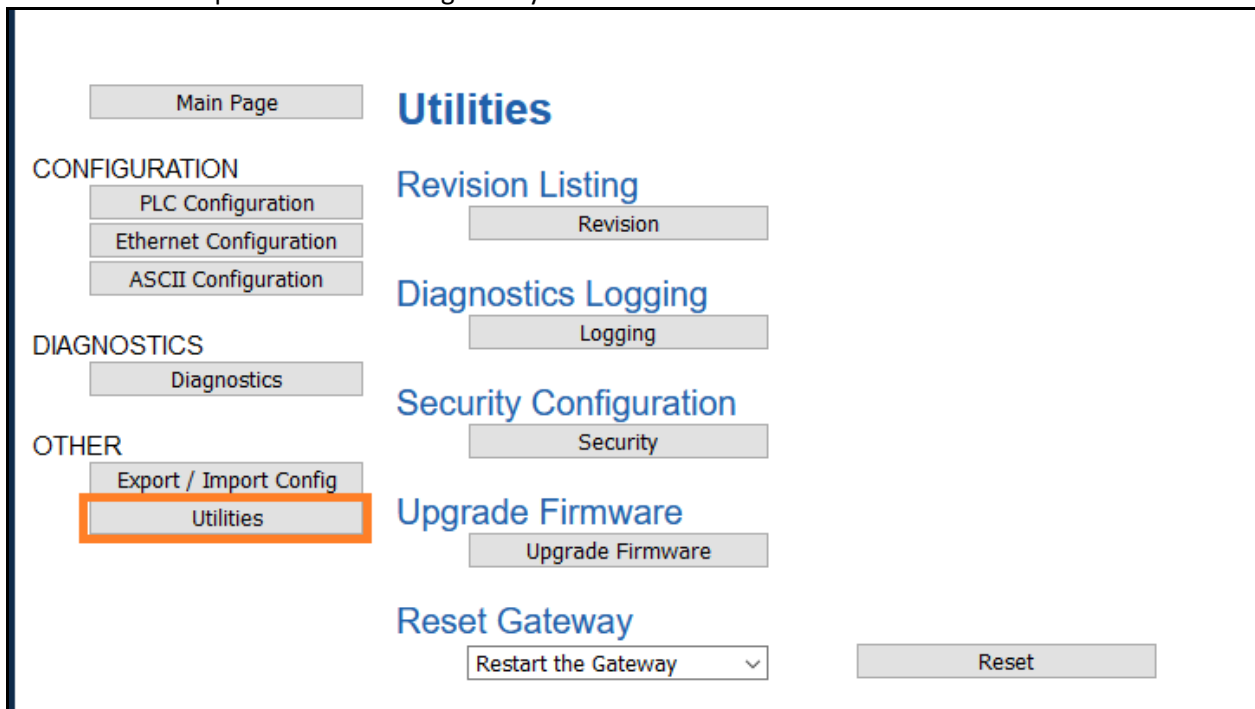 Main Page
CONFIGURATION
PLC Configuration
Ethernet Configuration
ASCII Configuration
DIAGNOSTICS
Diagnostics
OTHER
Export / Import Config
Utilities
Utilities
Revision Listing
Revision
Diagnostics Logging
Logging
Security Configuration
Security
Upgrade Firmware
Upgrade Firmware
Reset Gateway
Restart the Gateway
Reset